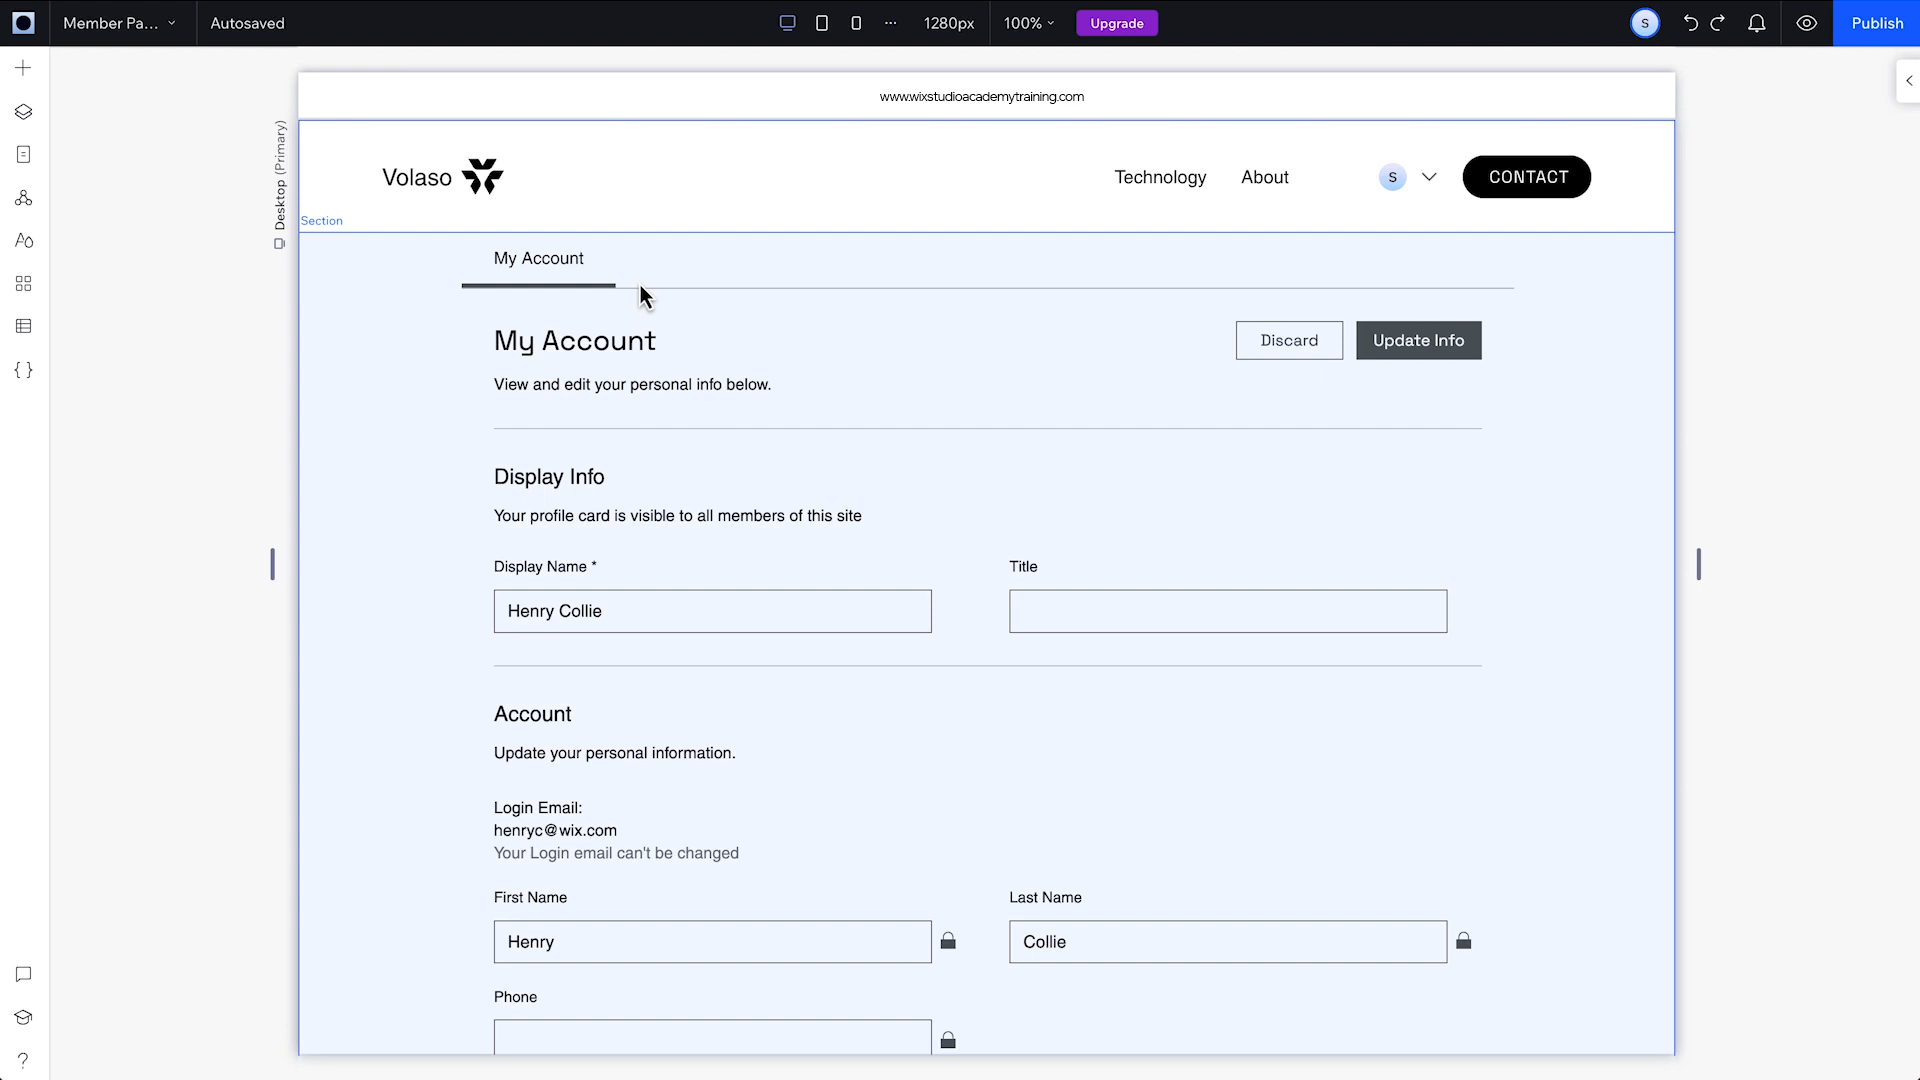 Member Pa...
Autosaved
1280px
100%
Upgrade
S
Publish
www.wixstudioacademytraining.com
Desktop (Primary)
Volaso
Technology
About
S
CONTACT
Section
My Account
My Account
Discard
Update Info
View and edit your personal info below.
Display Info
Your profile card is visible to all members of this site
Display Name *
Title
Henry Collie
Account
Update your personal information.
Login Email:
henryc@wix.com
Your Login email can't be changed
First Name
Last Name
Henry
Collie
Phone